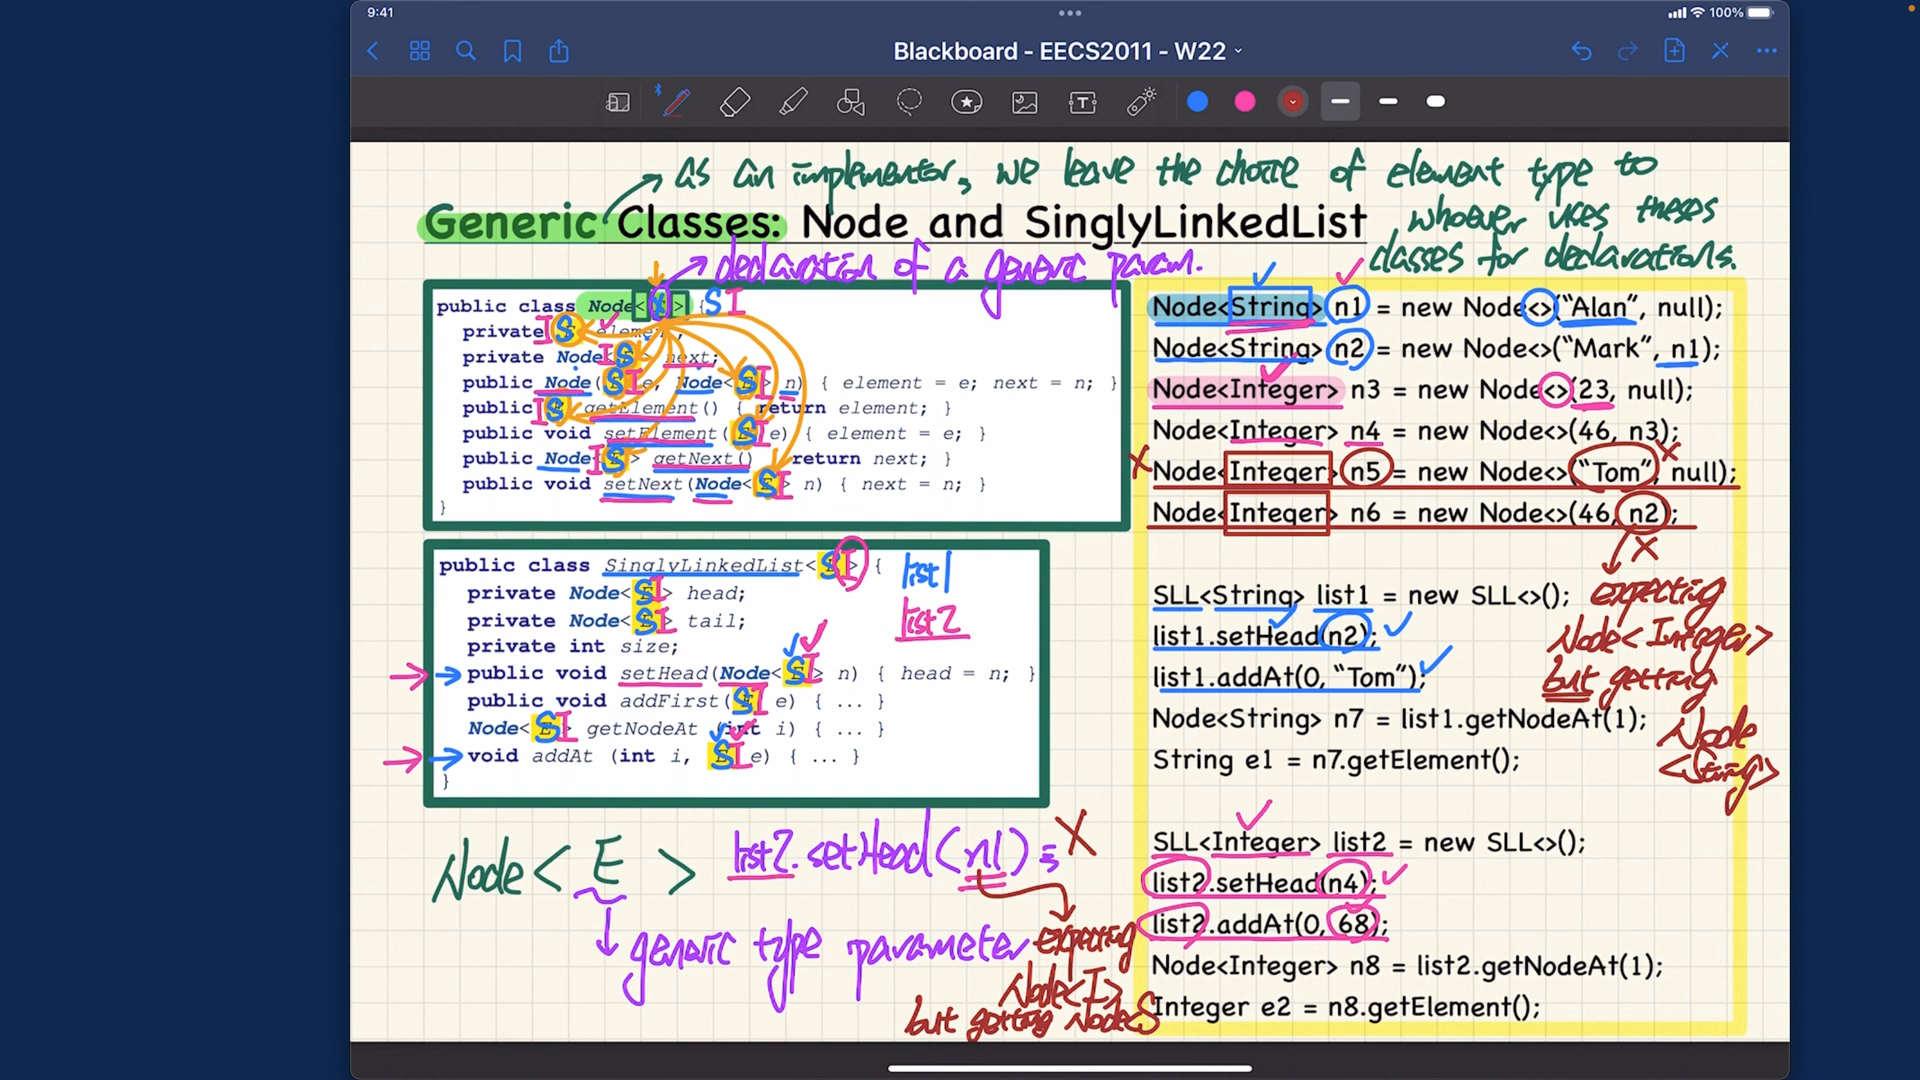 9:41
100%
Blackboard - EECS2011 - W22
as an implementor, we leave the choice of element type to
whoever uses theses
classes for declarations.
Generic Classes: Node and SinglyLinkedList
declaration of a generic param.
public class Node< > { S I
private I S element;
private Node< I S > next;
public Node( S I e, Node< S I > n) { element = e; next = n; }
public I S getElement() { return element; }
public void setElement( S I e) { element = e; }
public Node< I S > getNext() return next; }
public void setNext(Node< S I > n) { next = n; }
}
public class SinglyLinkedList< S I > {
list1
list2
private Node< S I > head;
private Node< S I > tail;
private int size;
public void setHead(Node< S I > n) { head = n; }
public void addFirst( S I e) { ... }
Node< S I > getNodeAt (int i) { ... }
void addAt (int i, S I e) { ... }
}
Node< E >
generic type parameter
list2.setHead(n1); X
expecting
Node<I>
but getting Node<S
Node<String> n1 = new Node<>("Alan", null);
Node<String> n2 = new Node<>("Mark", n1);
Node<Integer> n3 = new Node<>(23, null);
Node<Integer> n4 = new Node<>(46, n3);
X Node<Integer> n5 = new Node<>("Tom", null); X
Node<Integer> n6 = new Node<>(46, n2);
X
expecting
Node<Integer>
but getting
Node
<String>
SLL<String> list1 = new SLL<>();
list1.setHead(n2);
list1.addAt(0, "Tom");
Node<String> n7 = list1.getNodeAt(1);
String e1 = n7.getElement();
SLL<Integer> list2 = new SLL<>();
list2.setHead(n4);
list2.addAt(0, 68);
Node<Integer> n8 = list2.getNodeAt(1);
Integer e2 = n8.getElement();